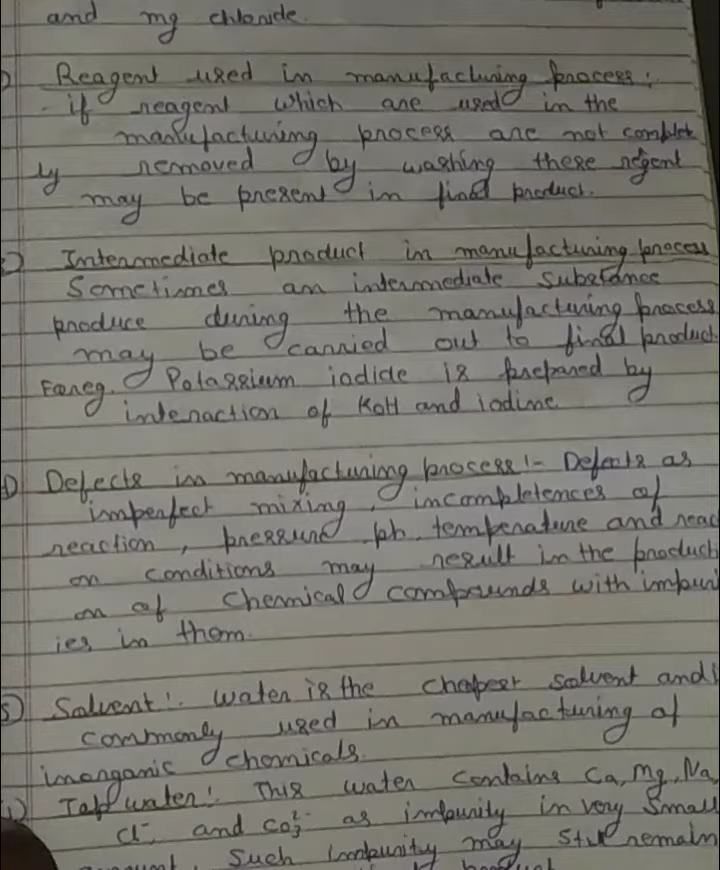 and mg chloride.
Reagent used in manufacturing process:
- if reagent which are used in the
manufacturing process are not complet
ly removed by washing these regent
may be present in final product.
Intermediate product in manufacturing process
Sometimes an intermediate substance
produce during the manufacturing process
may be carried out to final product
Foreg. Potassium iodide is prepared by
interaction of KOH and iodine
Defects in manufacturing process:- Defects as
imperfect mixing, incompletences of
reaction, pressure, ph, temperature and reac
on conditions may result in the product
on of chemical compounds with impuri
ies in them.
5) Solvent:- water is the chepest solvent and
commonly used in manufacturing of
inorganic chemicals.
Tap water: This water contains Ca, Mg, Na,
Cl⁻, and CO₃²⁻ as impurity in very small
Such impurity may still remain